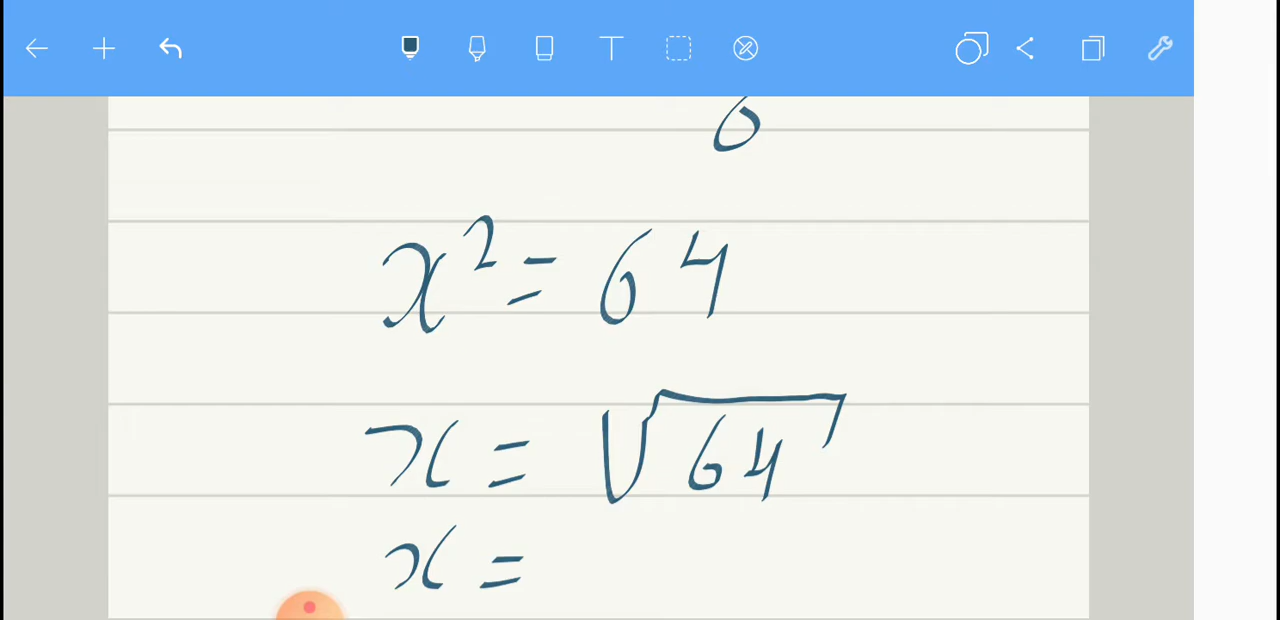 6
x² = 64
x = √64
x =